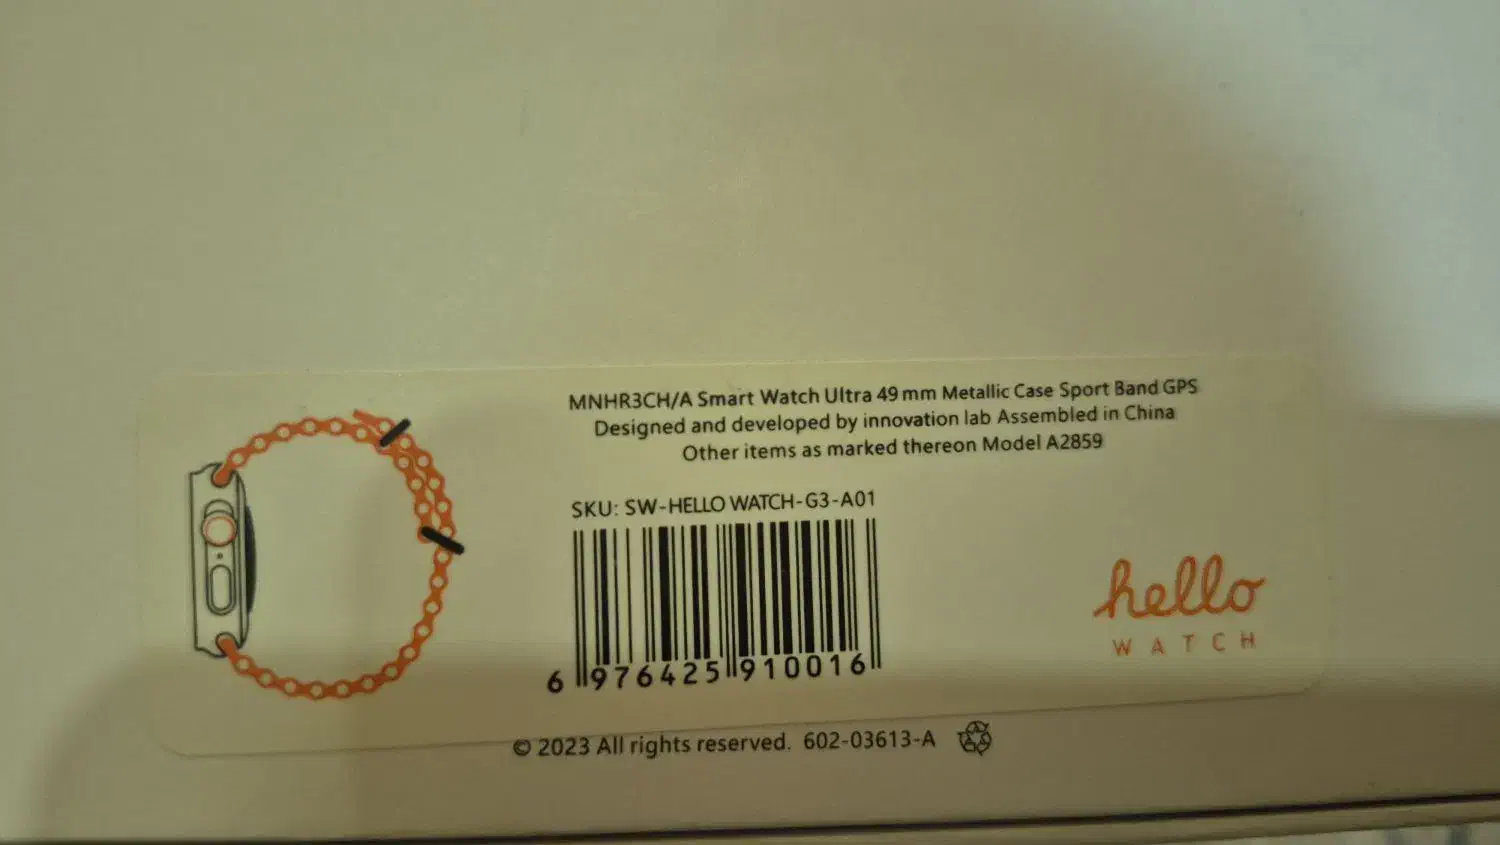 MNHR3CH/A Smart Watch Ultra 49 mm Metallic Case Sport Band GPS
Designed and developed by innovation lab Assembled in China
Other items as marked thereon Model A2859
SKU: SW-HELLO WATCH-G3-A01
6 976425 910016
hello
WATCH
© 2023 All rights reserved. 602-03613-A